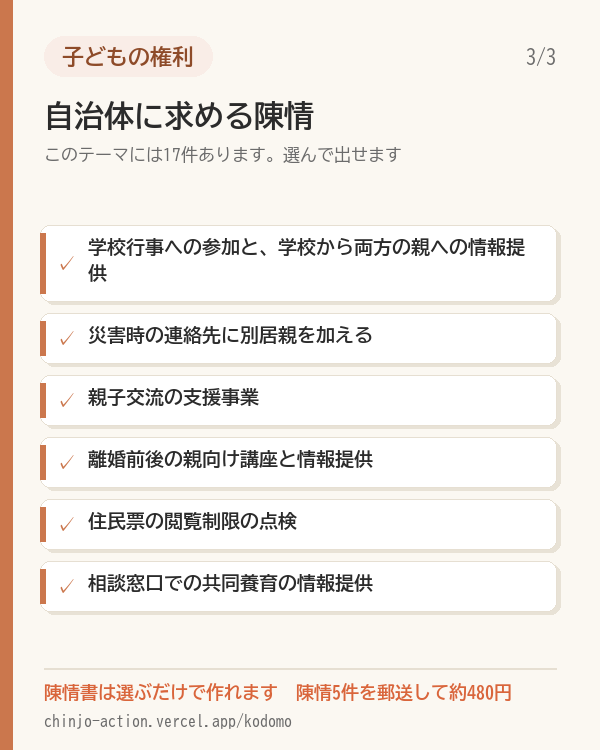 子どもの権利
3/3
自治体に求める陳情
このテーマには17件あります。選んで出せます
✓ 学校行事への参加と、学校から両方の親への情報提
供
✓ 災害時の連絡先に別居親を加える
✓ 親子交流の支援事業
✓ 離婚前後の親向け講座と情報提供
✓ 住民票の閲覧制限の点検
✓ 相談窓口での共同養育の情報提供
陳情書は選ぶだけで作れます　陳情5件を郵送して約480円
chinjo-action.vercel.app/kodomo